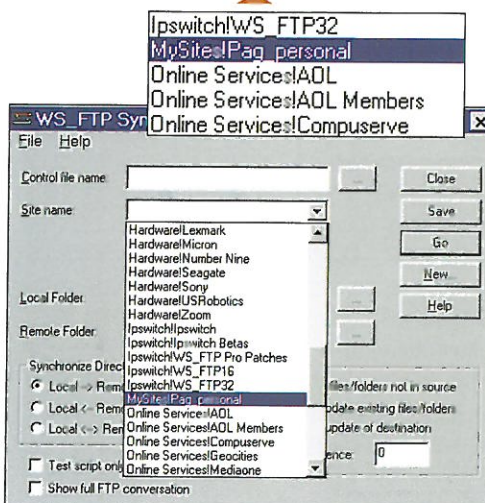 Ipswitch!WS_FTP32
MySites!Pag_personal
Online Services!AOL
Online Services!AOL Members
Online Services!Compuserve
WS_FTP Syn
File Help
Control file name: ... Close
Site name: Save
Hardware!Lexmark
Hardware!Micron
Hardware!Number Nine
Hardware!Seagate
Hardware!Sony
Hardware!USRobotics
Hardware!Zoom
Ipswitch!Ipswitch
Ipswitch!Ipswitch Betas
Ipswitch!WS_FTP Pro Patches
Ipswitch!WS_FTP16
Ipswitch!WS_FTP32
MySites!Pag_personal
Online Services!AOL
Online Services!AOL Members
Online Services!Compuserve
Online Services!Geocities
Online Services!Mediaone
Go
New...
Local Folder: ... Help
Remote Folder: ...
Synchronize Direc
Local -> Rem files/folders not in source
Local <- Rem pdate existing files/folders
Local <-> Ren update of destination
Test script only ence: 0
Show full FTP conversation